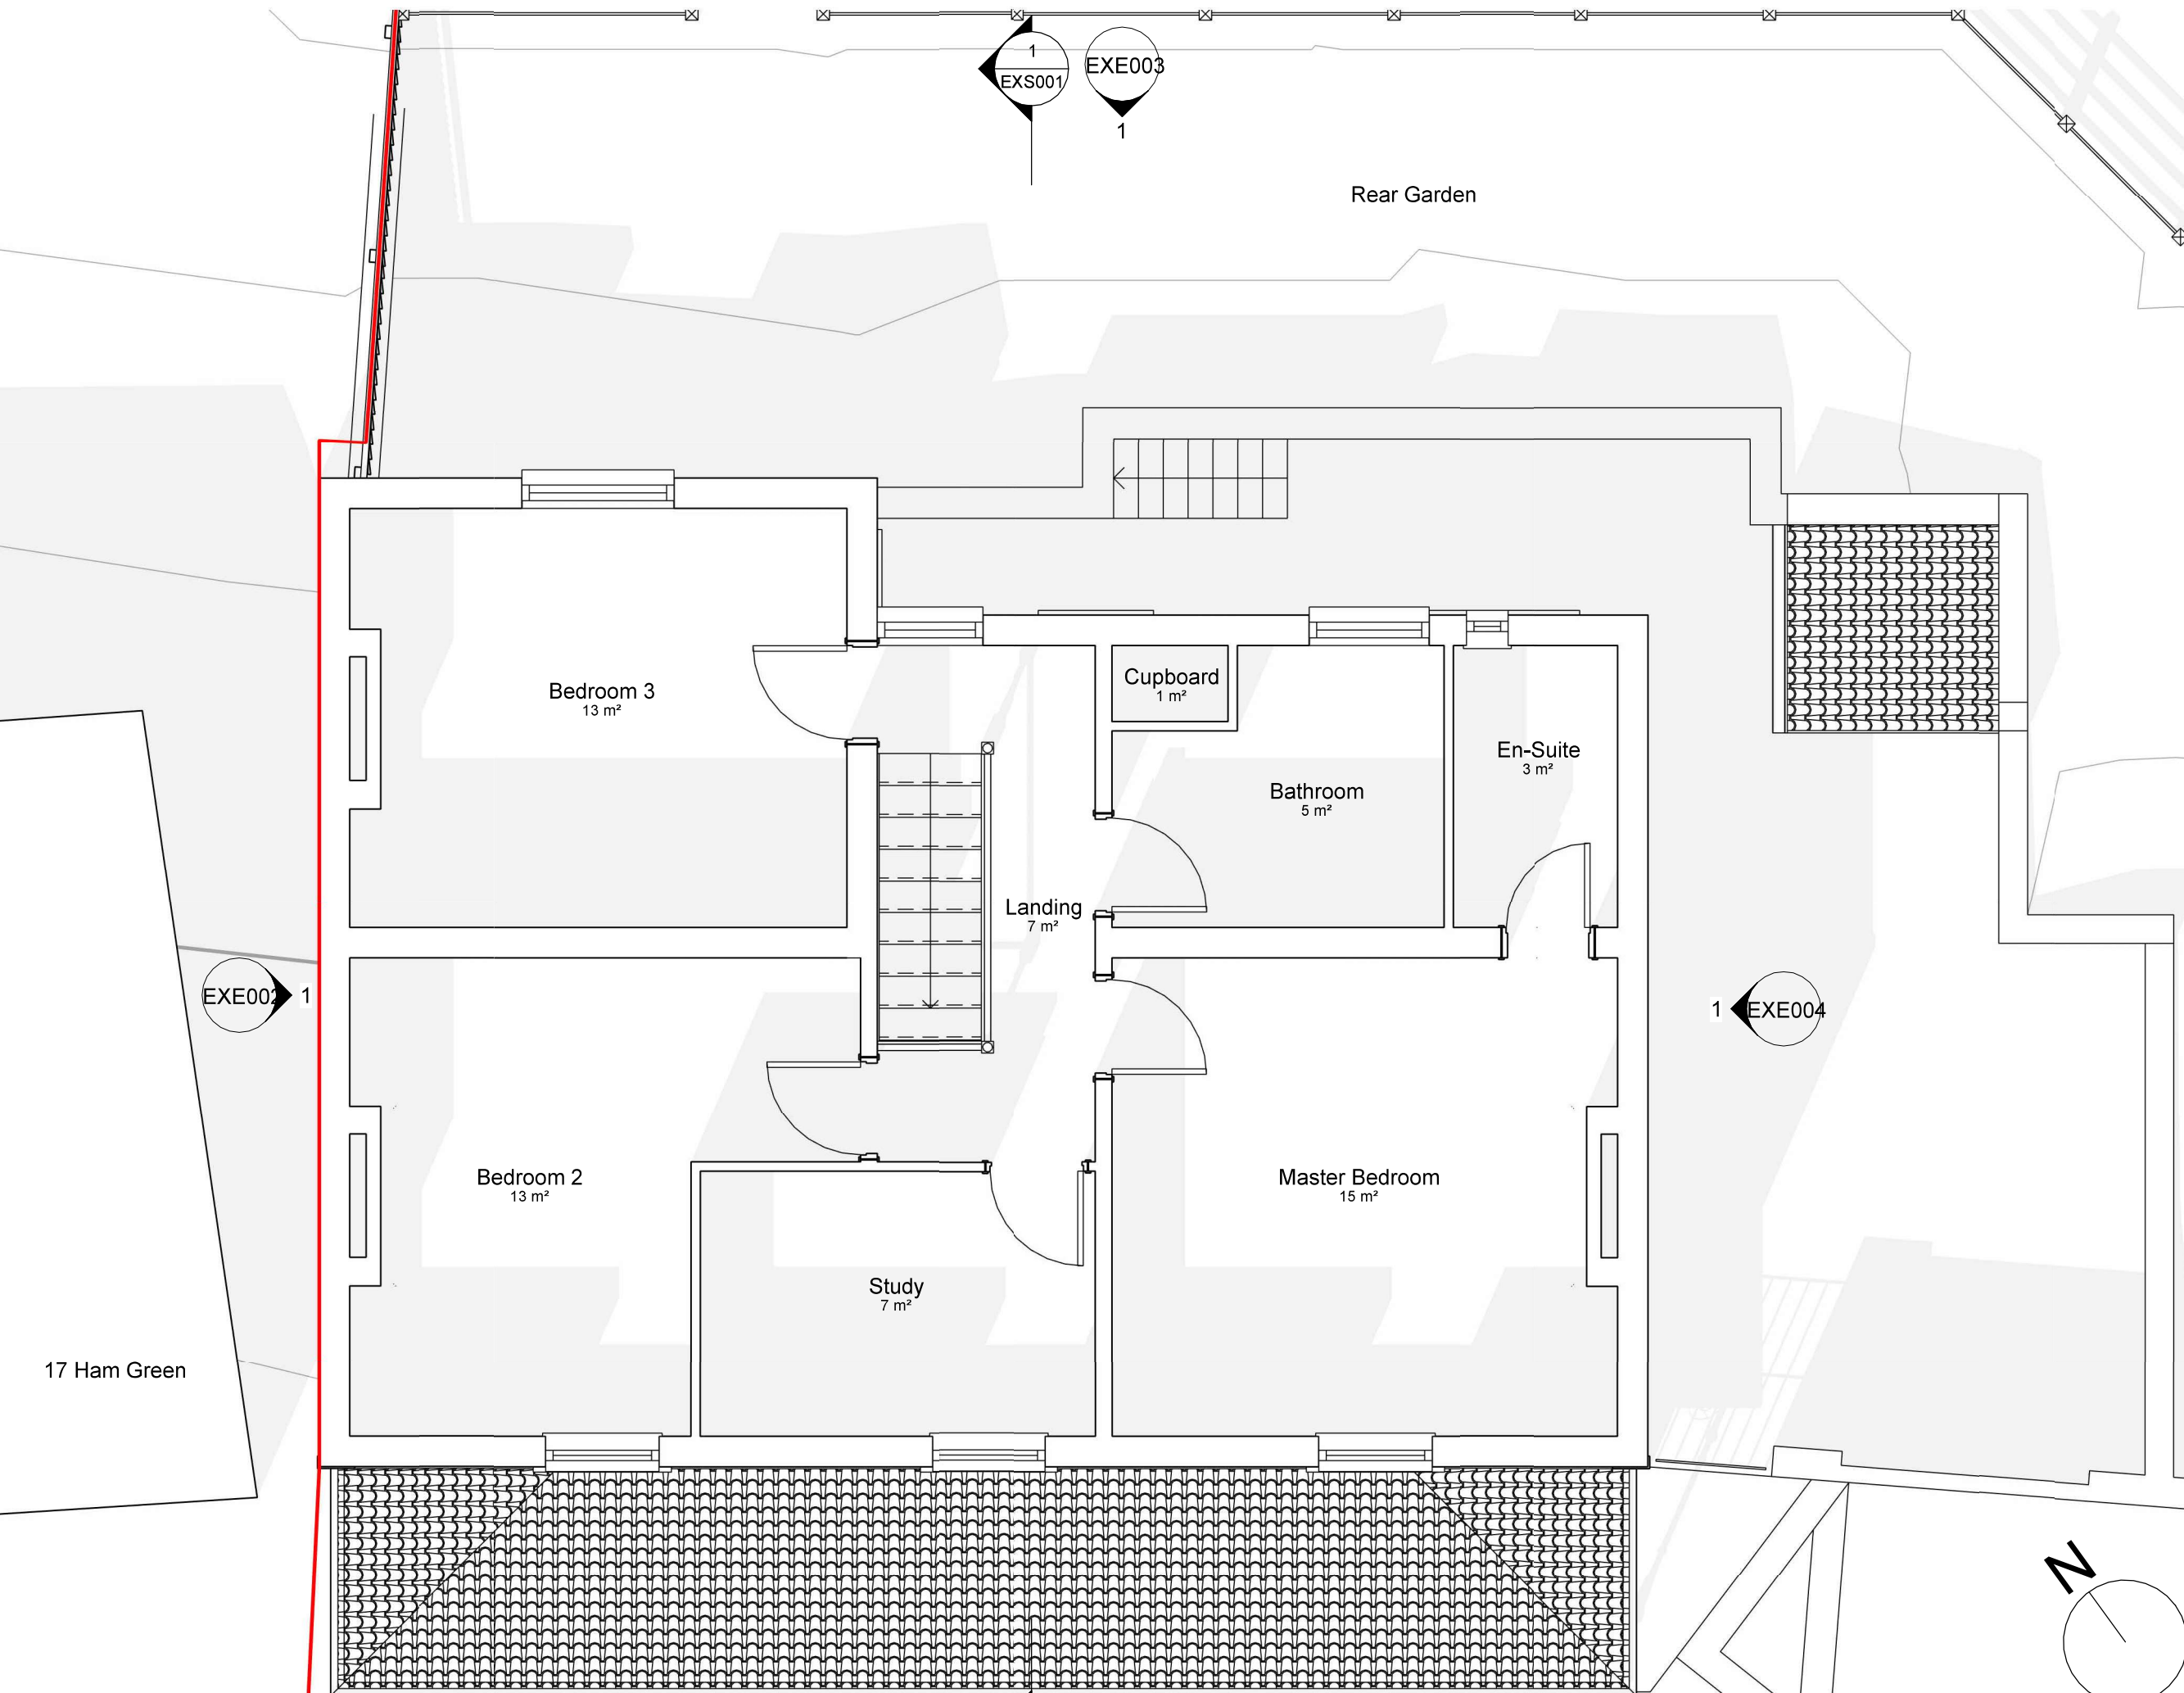 1
EXS001
EXE003
1
Rear Garden
Bedroom 3
13 m²
Cupboard
1 m²
En-Suite
3 m²
Bathroom
5 m²
Landing
7 m²
EXE002
1
1
EXE004
Bedroom 2
13 m²
Master Bedroom
15 m²
Study
7 m²
17 Ham Green
N